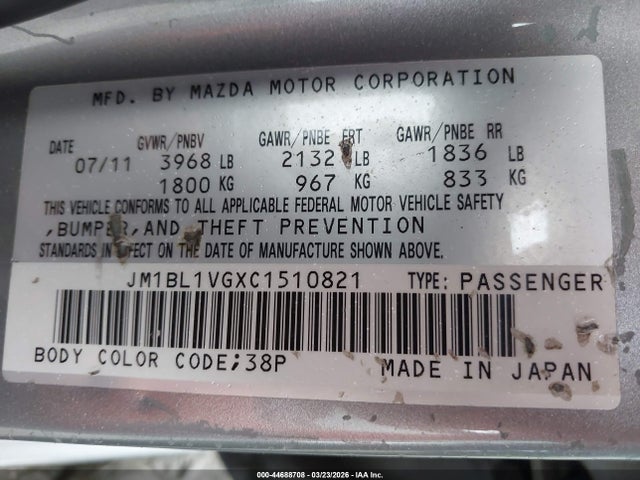 MFD. BY MAZDA MOTOR CORPORATION
DATE GVWR/PNBV GAWR/PNBE FRT GAWR/PNBE RR
07/11 3968 LB 2132 LB 1836 LB
1800 KG 967 KG 833 KG
THIS VEHICLE CONFORMS TO ALL APPLICABLE FEDERAL MOTOR VEHICLE SAFETY
,BUMPER,AND THEFT PREVENTION
STANDARDS IN EFFECT ON THE DATE OF MANUFACTURE SHOWN ABOVE.
JM1BL1VGXC1510821 TYPE: PASSENGER
BODY COLOR CODE;38P MADE IN JAPAN
000-44688708 - 03/23/2026 - IAA Inc.